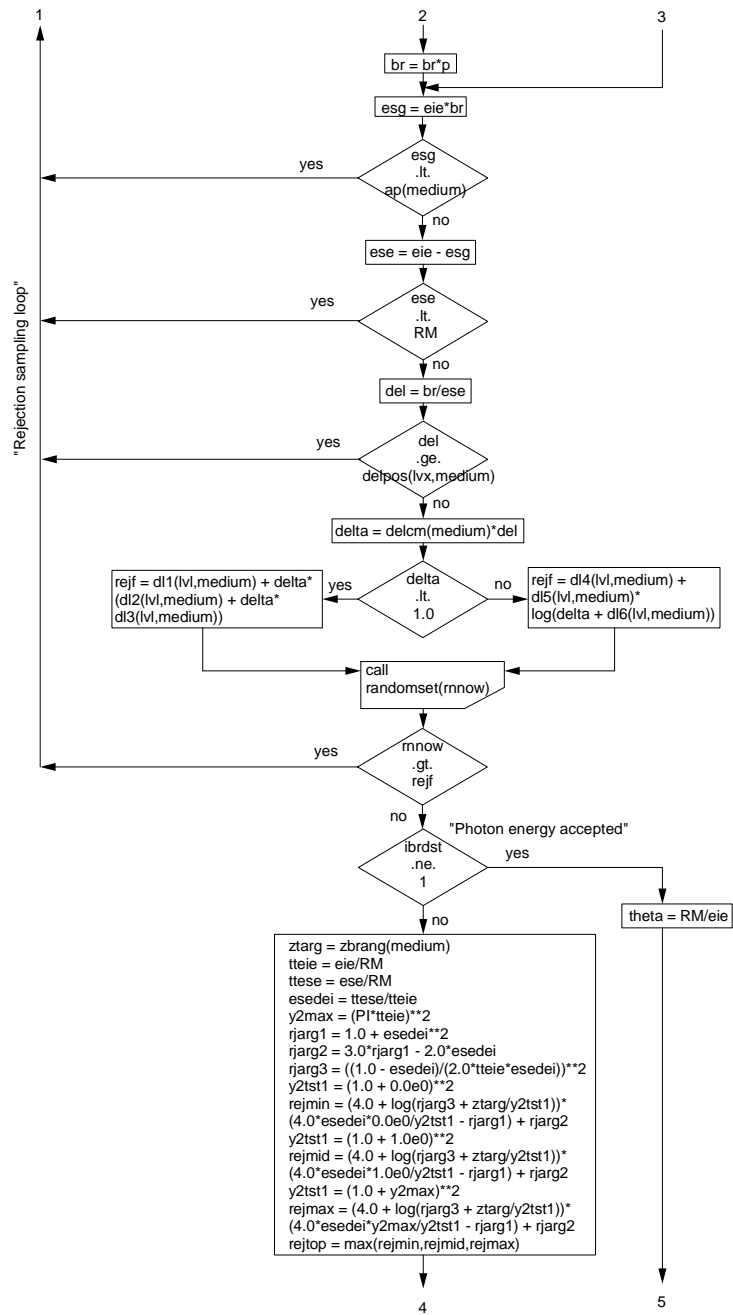 1
2
3
br = br*p
esg = eie*br
esg
.lt.
ap(medium)
yes
no
ese = eie - esg
ese
.lt.
RM
yes
no
"Rejection sampling loop"
del = br/ese
del
.ge.
delpos(lvx,medium)
yes
no
delta = delcm(medium)*del
delta
.lt.
1.0
yes
no
rejf = dl1(lvl,medium) + delta*
(dl2(lvl,medium) + delta*
dl3(lvl,medium))
rejf = dl4(lvl,medium) +
dl5(lvl,medium)*
log(delta + dl6(lvl,medium))
call
randomset(rnnow)
rnnow
.gt.
rejf
yes
no
"Photon energy accepted"
ibrdst
.ne.
1
yes
no
theta = RM/eie
ztarg = zbrang(medium)
tteie = eie/RM
ttese = ese/RM
esedei = ttese/tteie
y2max = (PI*tteie)**2
rjarg1 = 1.0 + esedei**2
rjarg2 = 3.0*rjarg1 - 2.0*esedei
rjarg3 = ((1.0 - esedei)/(2.0*tteie*esedei))**2
y2tst1 = (1.0 + 0.0e0)**2
rejmin = (4.0 + log(rjarg3 + ztarg/y2tst1))*
(4.0*esedei*0.0e0/y2tst1 - rjarg1) + rjarg2
y2tst1 = (1.0 + 1.0e0)**2
rejmid = (4.0 + log(rjarg3 + ztarg/y2tst1))*
(4.0*esedei*1.0e0/y2tst1 - rjarg1) + rjarg2
y2tst1 = (1.0 + y2max)**2
rejmax = (4.0 + log(rjarg3 + ztarg/y2tst1))*
(4.0*esedei*y2max/y2tst1 - rjarg1) + rjarg2
rejtop = max(rejmin,rejmid,rejmax)
4
5